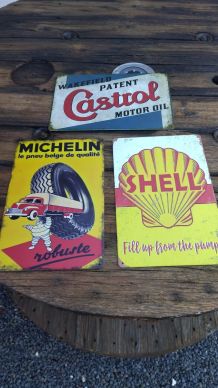 WAKEFIELD PATENT
Castrol
MOTOR OIL
MICHELIN
le pneu belge de qualité
robuste
SHELL
Fill up from the pump